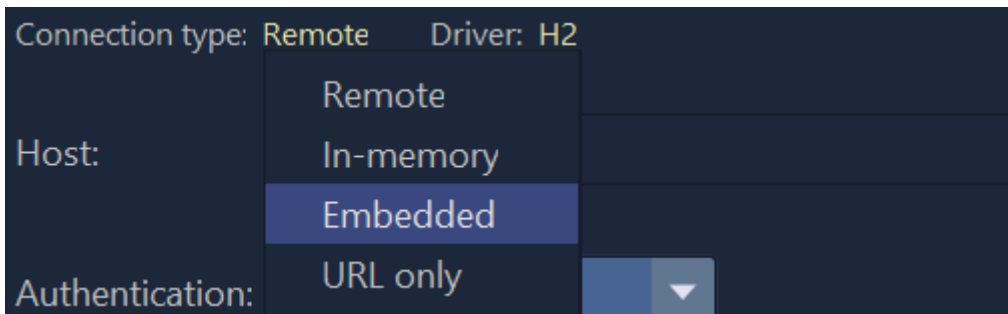 Connection type: Remote Driver: H2
Remote
Host:
In-memory
Embedded
URL only
Authentication: